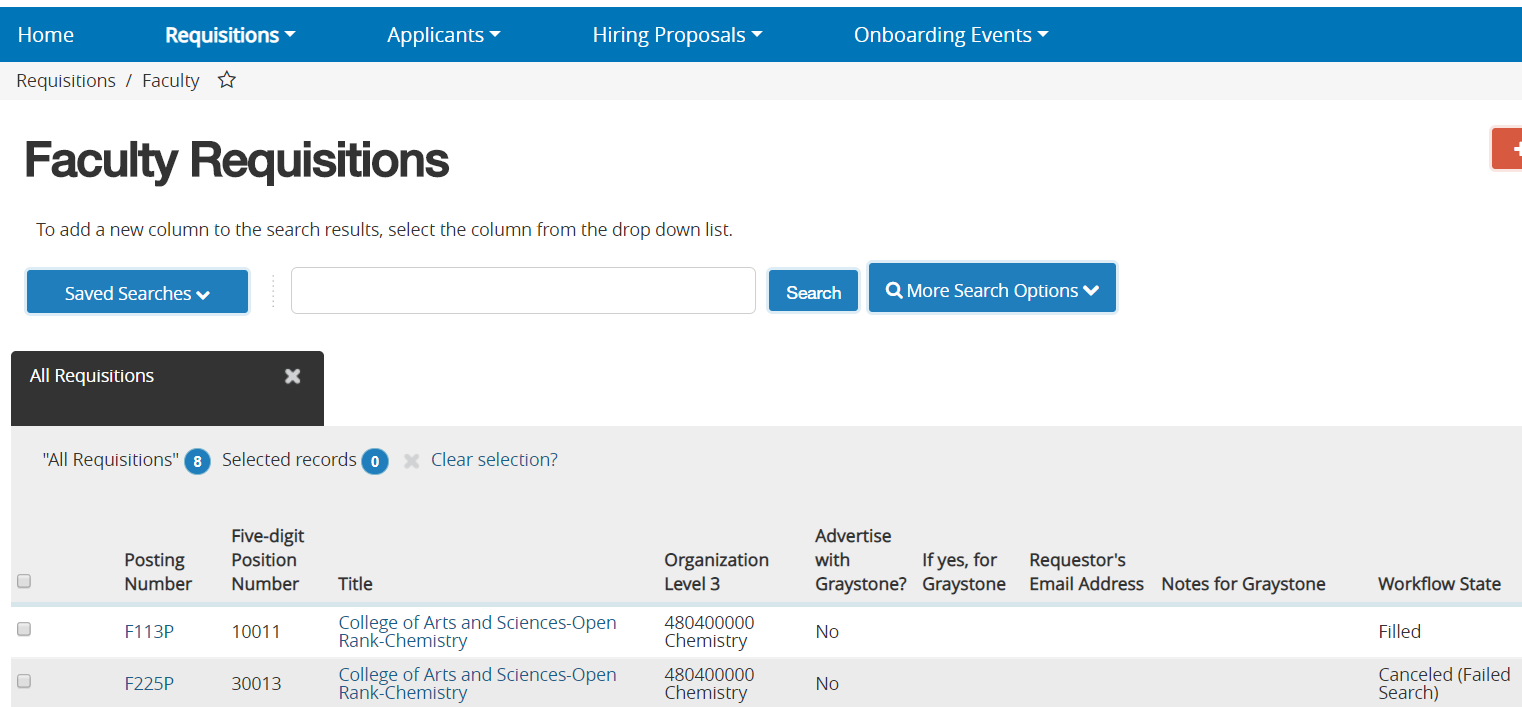 Home Requisitions Applicants Hiring Proposals Onboarding Events
Requisitions / Faculty
Faculty Requisitions
To add a new column to the search results, select the column from the drop down list.
Saved Searches Search More Search Options
All Requisitions
"All Requisitions" 8 Selected records 0 Clear selection?
Posting Number Five-digit Position Number Title Organization Level 3 Advertise with Graystone? If yes, for Graystone Requestor's Email Address Notes for Graystone Workflow State
F113P 10011 College of Arts and Sciences-Open Rank-Chemistry 480400000 Chemistry No Filled
F225P 30013 College of Arts and Sciences-Open Rank-Chemistry 480400000 Chemistry No Canceled (Failed Search)